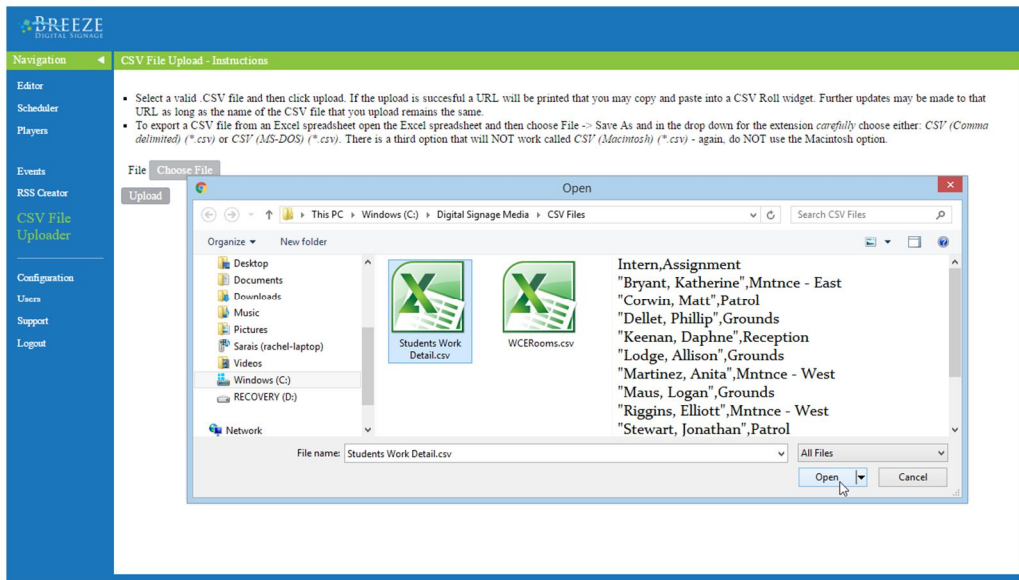 BREEZE
DIGITAL SIGNAGE
Navigation
CSV File Upload - Instructions
Editor
Scheduler
Players
Events
RSS Creator
CSV File
Uploader
Configuration
Users
Support
Logout
Select a valid .CSV file and then click upload. If the upload is succesful a URL will be printed that you may copy and paste into a CSV Roll widget. Further updates may be made to that
URL as long as the name of the CSV file that you upload remains the same.
To export a CSV file from an Excel spreadsheet open the Excel spreadsheet and then choose File -> Save As and in the drop down for the extension carefully choose either: CSV (Comma
delimited) (*.csv) or CSV (MS-DOS) (*.csv). There is a third option that will NOT work called CSV (Macintosh) (*.csv) - again, do NOT use the Macintosh option.
File Choose File
Upload
Open
This PC Windows (C:) Digital Signage Media CSV Files
Search CSV Files
Organize New folder
Desktop
Documents
Downloads
Music
Pictures
Sarais (rachel-laptop)
Videos
Windows (C:)
RECOVERY (D:)
Network
Students Work
Detail.csv
WCERooms.csv
Intern,Assignment
"Bryant, Katherine",Mntnce - East
"Corwin, Matt",Patrol
"Dellet, Phillip",Grounds
"Keenan, Daphne",Reception
"Lodge, Allison",Grounds
"Martinez, Anita",Mntnce - West
"Maus, Logan",Grounds
"Riggins, Elliott",Mntnce - West
"Stewart, Jonathan",Patrol
File name: Students Work Detail.csv
All Files
Open
Cancel